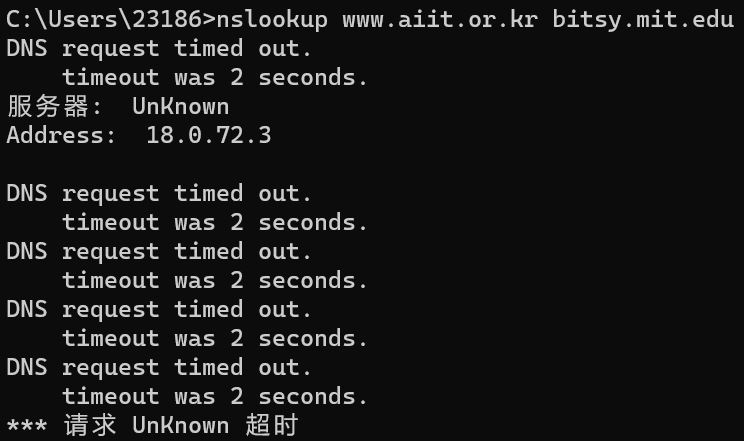 C:\Users\23186>nslookup www.aiit.or.kr bitsy.mit.edu
DNS request timed out.
    timeout was 2 seconds.
服务器:  UnKnown
Address:  18.0.72.3

DNS request timed out.
    timeout was 2 seconds.
DNS request timed out.
    timeout was 2 seconds.
DNS request timed out.
    timeout was 2 seconds.
DNS request timed out.
    timeout was 2 seconds.
*** 请求 UnKnown 超时